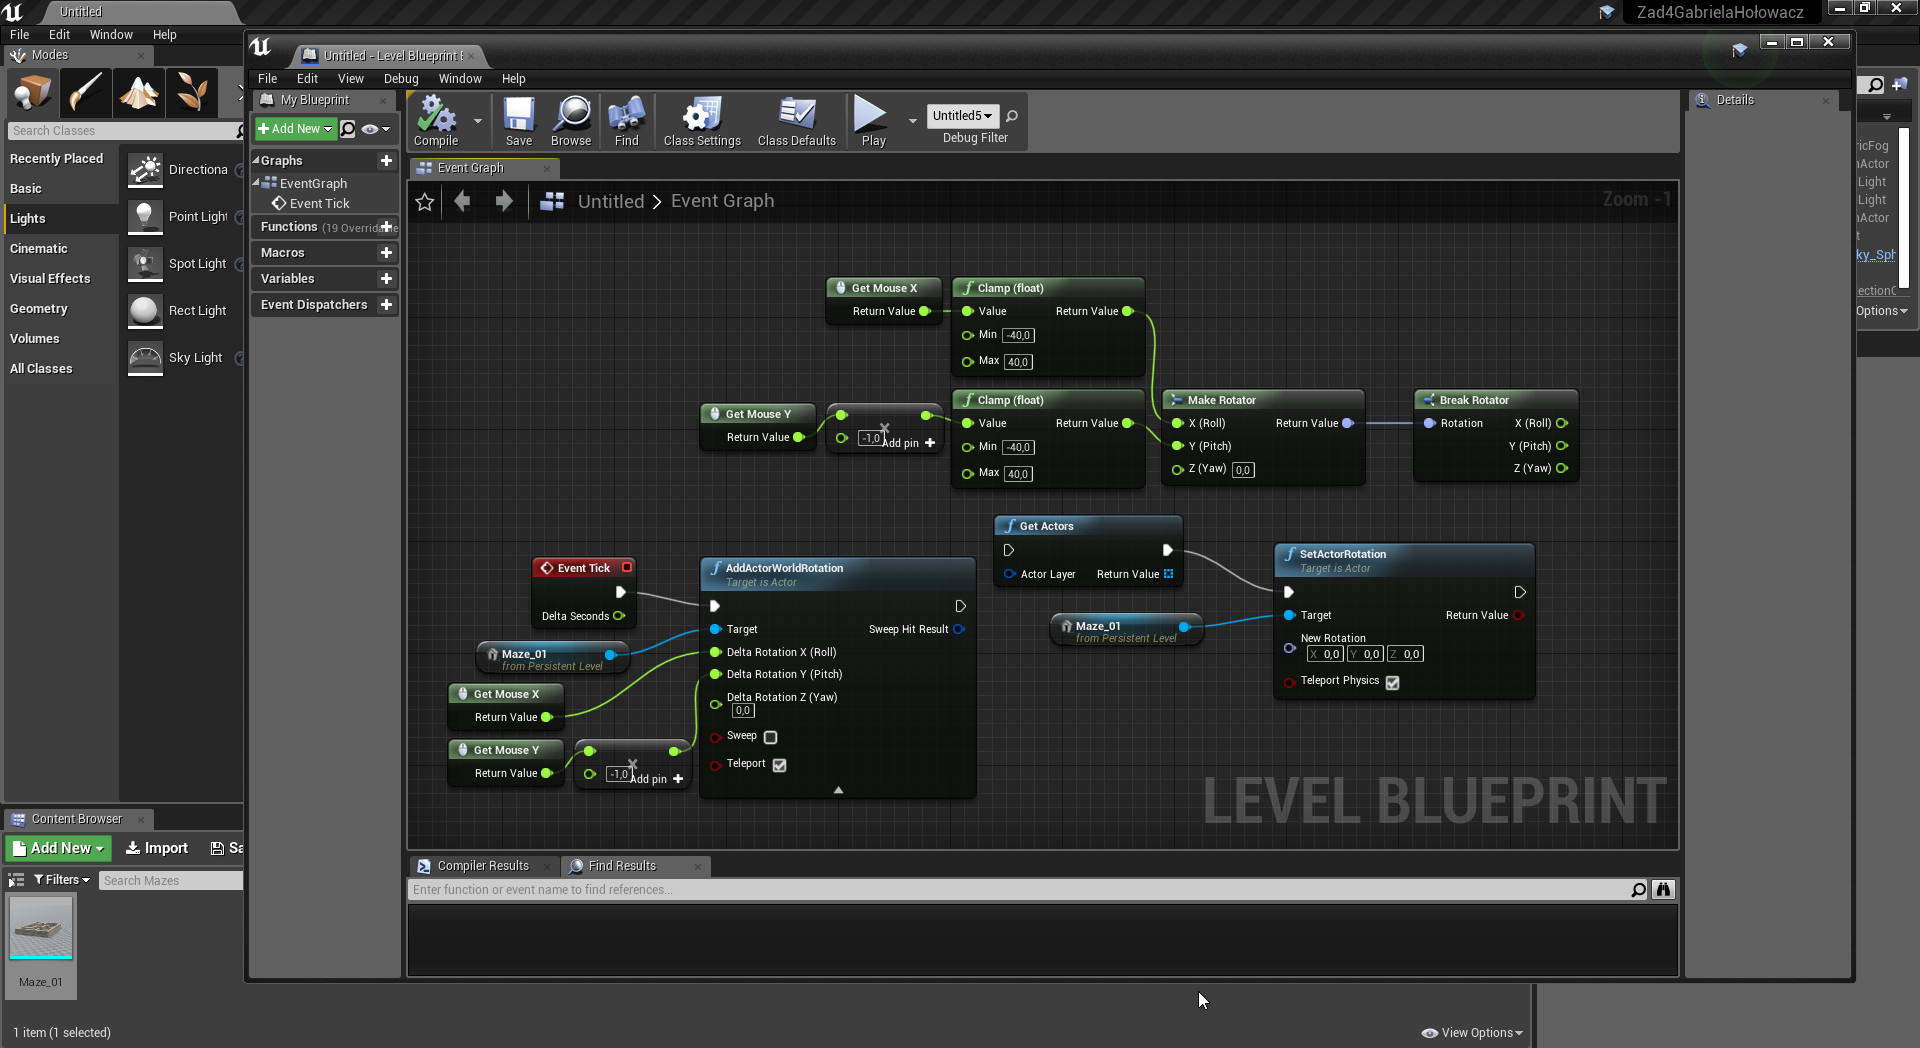 Untitled
Zad4GabrielaHołowacz
File Edit Window Help
Modes
Search Classes
Recently Placed
Basic
Lights
Cinematic
Visual Effects
Geometry
Volumes
All Classes
Directiona
Point Light
Spot Light
Rect Light
Sky Light
Untitled - Level Blueprint
File Edit View Debug Window Help
My Blueprint
Add New
Graphs
EventGraph
Event Tick
Functions (19 Overridable
Macros
Variables
Event Dispatchers
Compile
Save
Browse
Find
Class Settings
Class Defaults
Play
Untitled5
Debug Filter
Event Graph
Untitled > Event Graph
Zoom -1
Get Mouse X
Return Value
Clamp (float)
Value Return Value
Min -40,0
Max 40,0
Get Mouse Y
Return Value
-1,0 Add pin
Clamp (float)
Value Return Value
Min -40,0
Max 40,0
Make Rotator
X (Roll) Return Value
Y (Pitch)
Z (Yaw) 0,0
Break Rotator
Rotation X (Roll)
Y (Pitch)
Z (Yaw)
Get Actors
Actor Layer Return Value
Maze_01
from Persistent Level
SetActorRotation
Target is Actor
Target Return Value
New Rotation
X 0,0 Y 0,0 Z 0,0
Teleport Physics
Event Tick
Delta Seconds
Maze_01
from Persistent Level
Get Mouse X
Return Value
Get Mouse Y
Return Value
-1,0 Add pin
AddActorWorldRotation
Target is Actor
Target Sweep Hit Result
Delta Rotation X (Roll)
Delta Rotation Y (Pitch)
Delta Rotation Z (Yaw)
0,0
Sweep
Teleport
LEVEL BLUEPRINT
Compiler Results
Find Results
Enter function or event name to find references...
Details
ricFog
nActor
Light
Light
nActor
t
ky_Sph
ectionC
Options
Content Browser
Add New Import Sa
Filters
Search Mazes
Maze_01
1 item (1 selected)
View Options